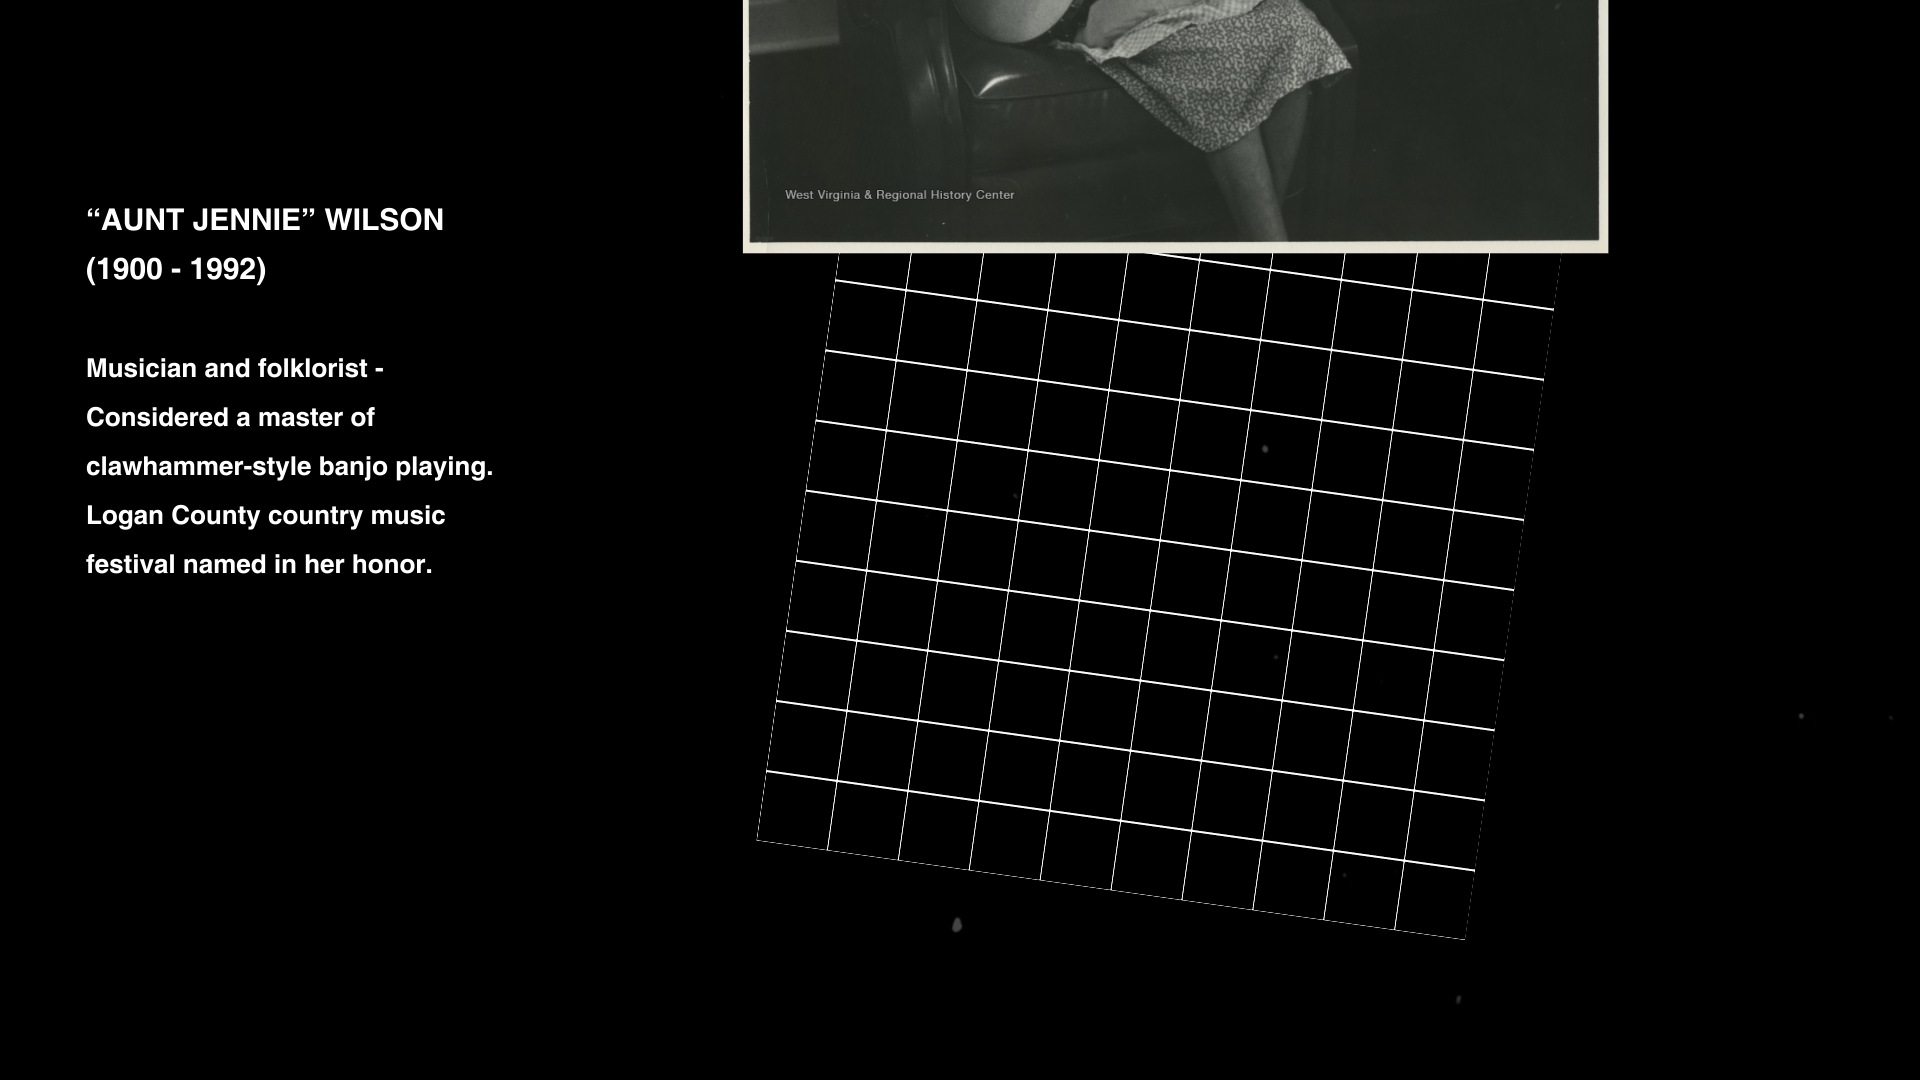 “AUNT JENNIE” WILSON
(1900 - 1992)
Musician and folklorist -
Considered a master of
clawhammer-style banjo playing.
Logan County country music
festival named in her honor.
West Virginia & Regional History Center